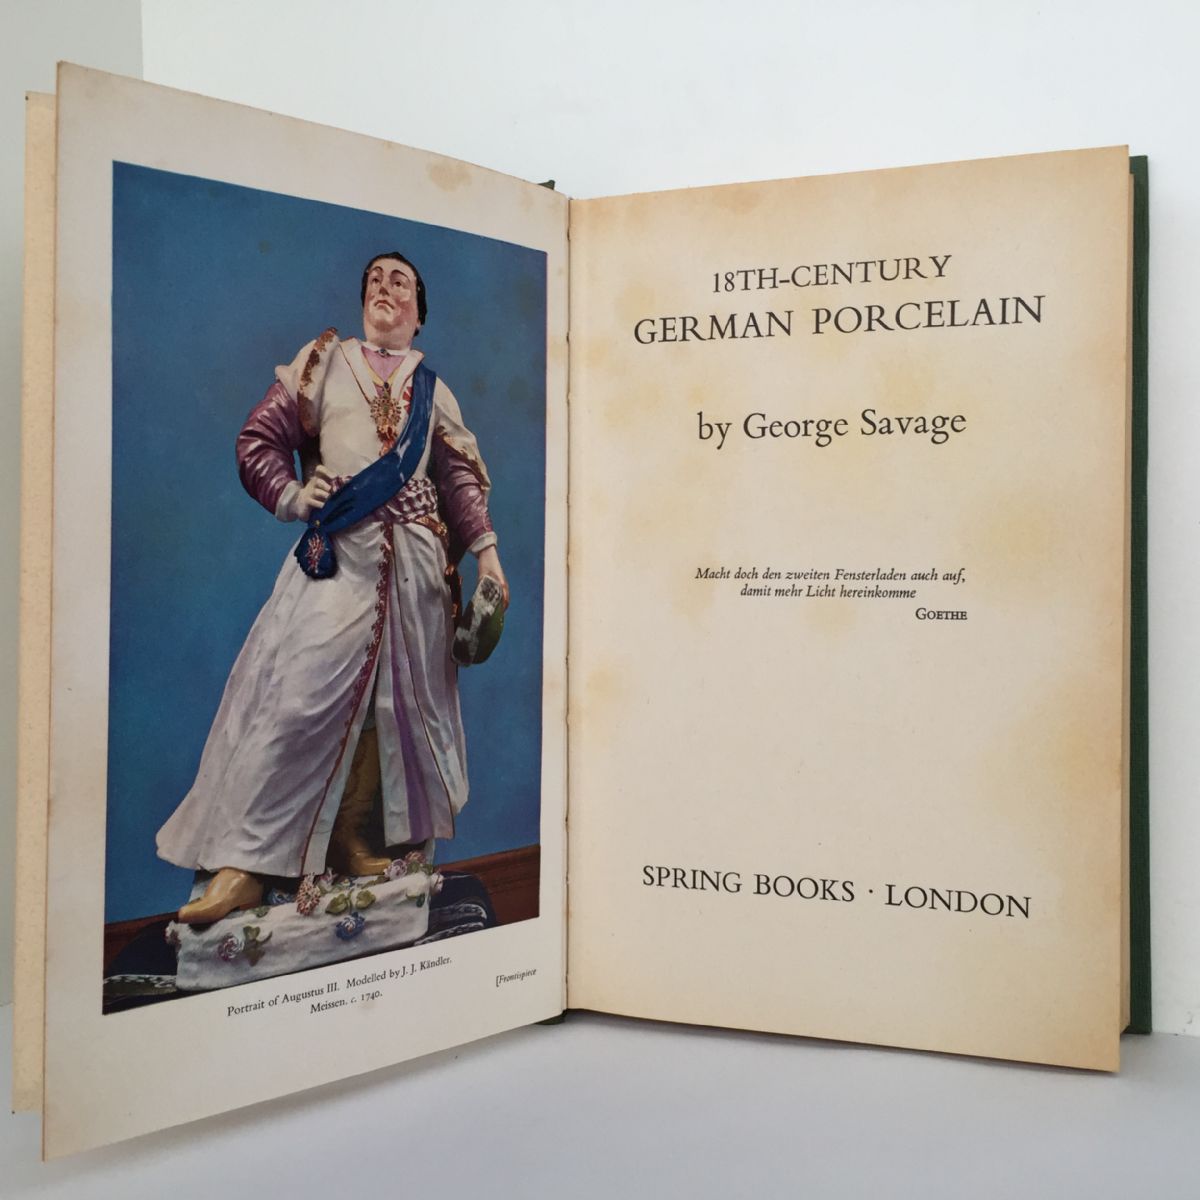 Portrait of Augustus III. Modelled by J. J. Kändler.
Meissen, c. 1740.
[Frontispiece
18TH-CENTURY
GERMAN PORCELAIN
by George Savage
Macht doch den zweiten Fensterladen auch auf,
damit mehr Licht hereinkomme
GOETHE
SPRING BOOKS · LONDON